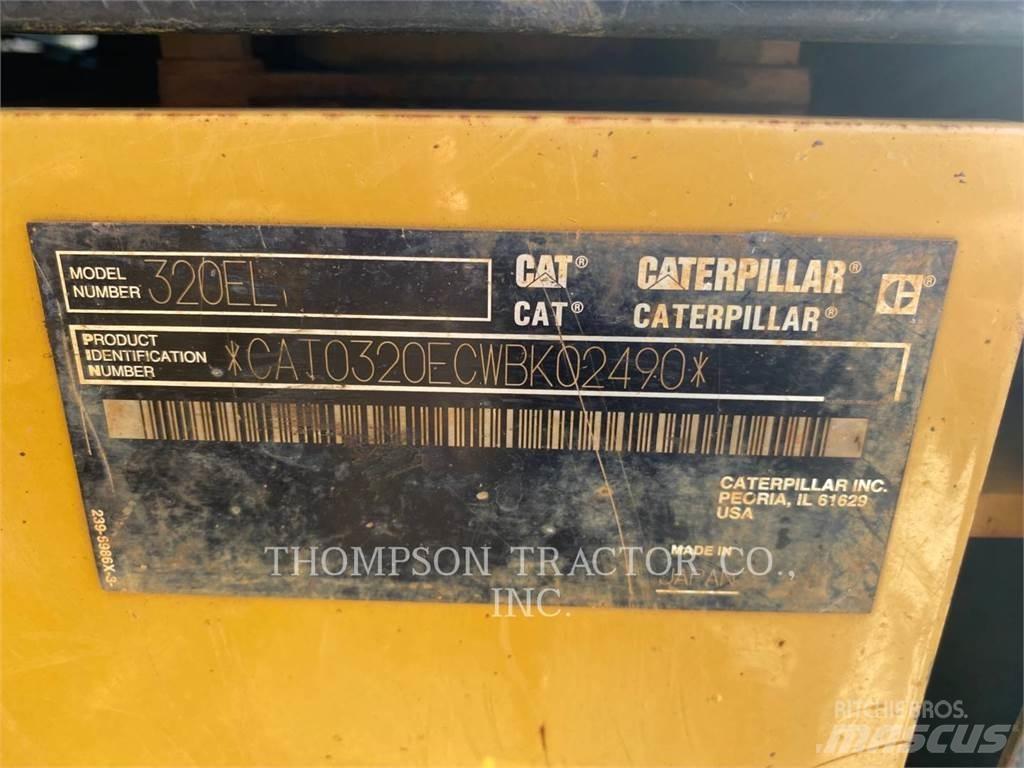 MODEL
NUMBER 320EL
CAT® CATERPILLAR®
CAT® CATERPILLAR®
PRODUCT
IDENTIFICATION
NUMBER
*CAT0320ECWBK02490*
CATERPILLAR INC.
PEORIA, IL 61629
USA
MADE IN
JAPAN
239-5986X-3
THOMPSON TRACTOR CO.,
INC.
RITCHIE BROS.
mascus